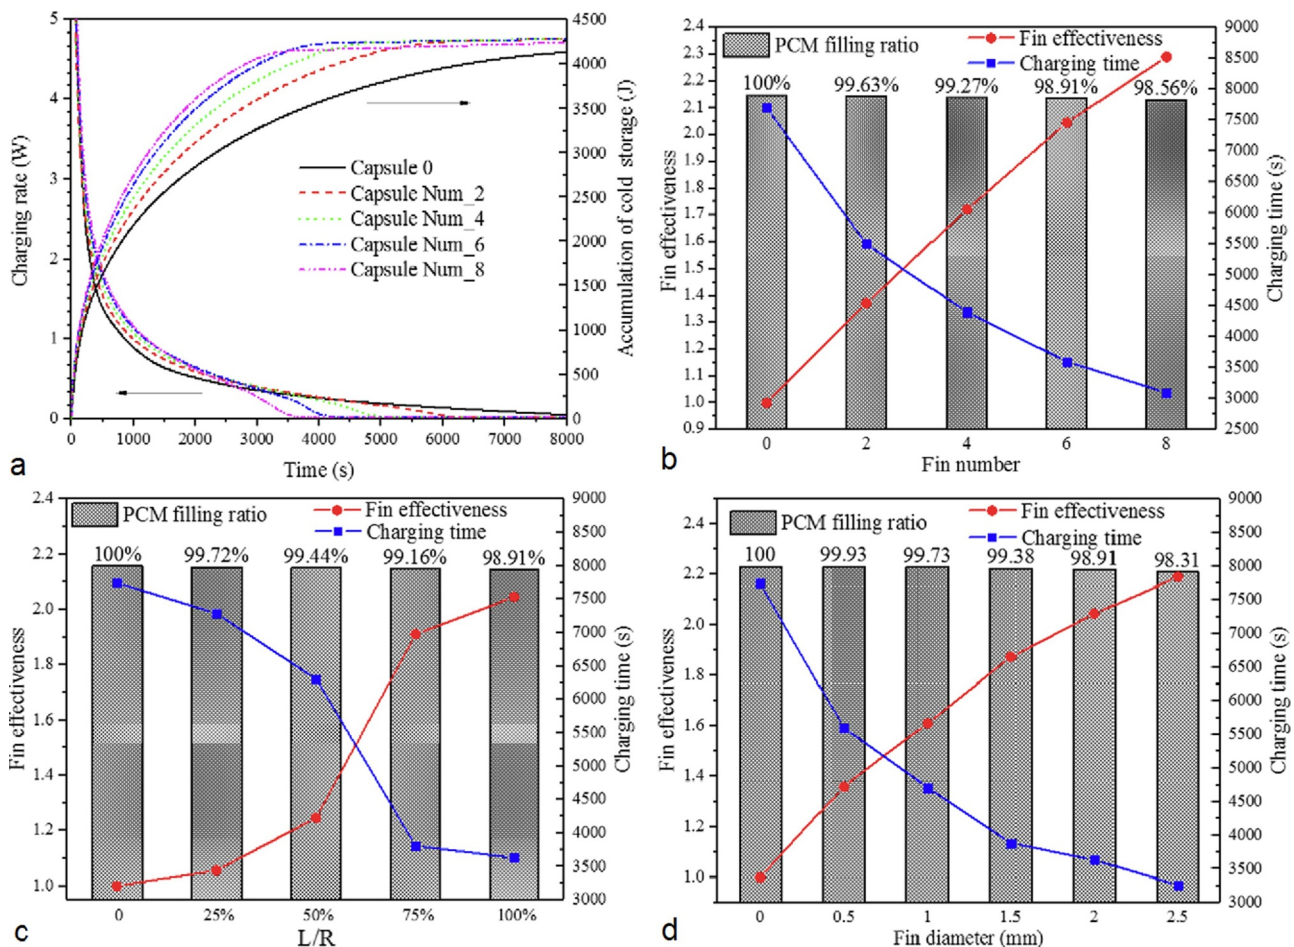 Charging rate (W)
5
4
3
2
1
0
0 1000 2000 3000 4000 5000 6000 7000 8000
Time (s)
4500
4500
4500
4000
4000
4000
500
500
500
0
Accumulation of cold storage (J)
Capsule 0
Capsule Num_2
Capsule Num_4
Capsule Num_6
Capsule Num_8
a
Fin effectiveness
2.4
2.3
2.2
2.1
2.0
1.9
1.8
1.7
1.6
1.5
1.4
1.3
1.2
1.1
1.0
0.9
PCM filling ratio
Fin effectiveness
Charging time
100% 99.63% 99.27% 98.91% 98.56%
0 2 4 6 8
Fin number
9000
8500
8000
7500
7000
6500
6000
5500
5000
4500
4000
3500
3000
2500
Charging time (s)
b
Fin effectiveness
2.4
2.2
2.0
1.8
1.6
1.4
1.2
1.0
PCM filling ratio
Fin effectiveness
Charging time
100% 99.72% 99.44% 99.16% 98.91%
0 25% 50% 75% 100%
L/R
9000
8500
8000
7500
7000
6500
6000
5500
5000
4500
4000
3500
3000
Charging time (s)
c
Fin effectiveness
2.4
2.2
2.0
1.8
1.6
1.4
1.2
1.0
PCM filling ratio
Fin effectiveness
Charging time
100 99.93 99.73 99.38 98.91 98.31
0 0.5 1 1.5 2 2.5
Fin diameter (mm)
9000
8500
8000
7500
7000
6500
6000
5500
5000
4500
4000
3500
3000
Charging time (s)
d